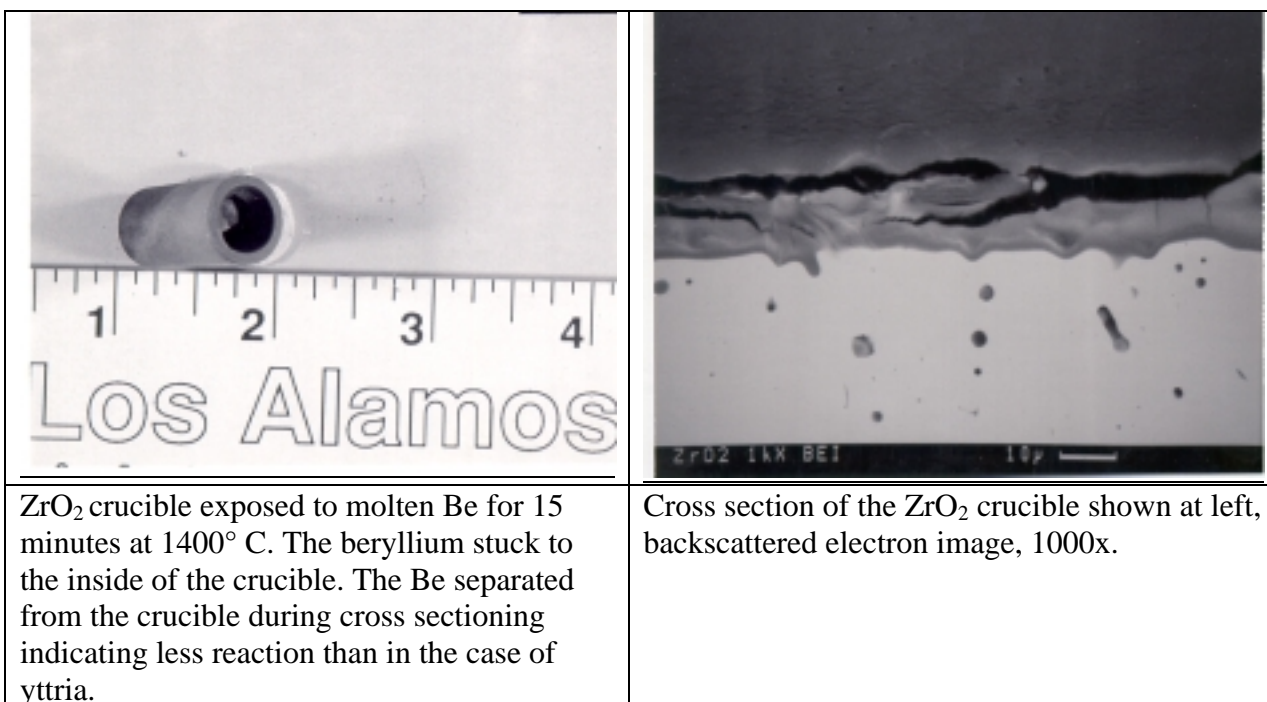 1 2 3 4
Los Alamos
ZrO2 1kX BEI 10µ
ZrO₂ crucible exposed to molten Be for 15
minutes at 1400° C. The beryllium stuck to
the inside of the crucible. The Be separated
from the crucible during cross sectioning
indicating less reaction than in the case of
yttria.
Cross section of the ZrO₂ crucible shown at left,
backscattered electron image, 1000x.